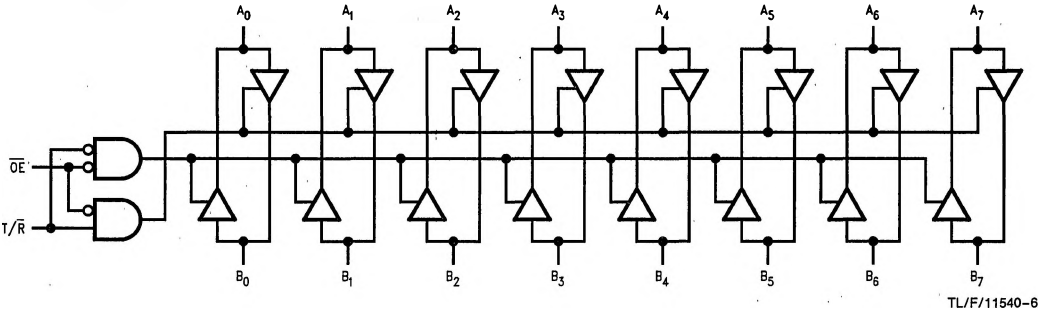 A₀ A₁ A₂ A₃ A₄ A₅ A₆ A₇
O̅E̅
T/R̅
B₀ B₁ B₂ B₃ B₄ B₅ B₆ B₇
TL/F/11540-6